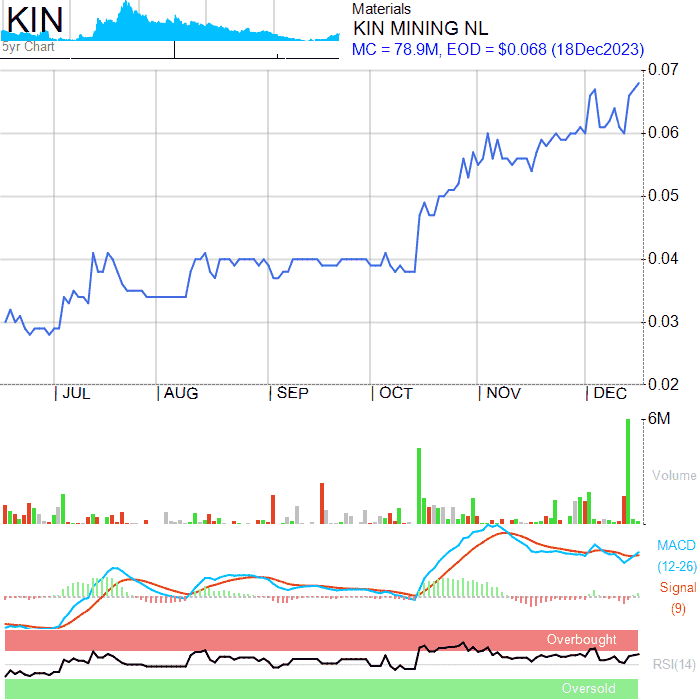 KIN
5yr Chart
Materials
KIN MINING NL
MC = 78.9M, EOD = $0.068 (18Dec2023)
0.07
0.06
0.05
0.04
0.03
0.02
JUL AUG SEP OCT NOV DEC
6M
Volume
MACD
(12-26)
Signal
(9)
Overbought
RSI(14)
Oversold